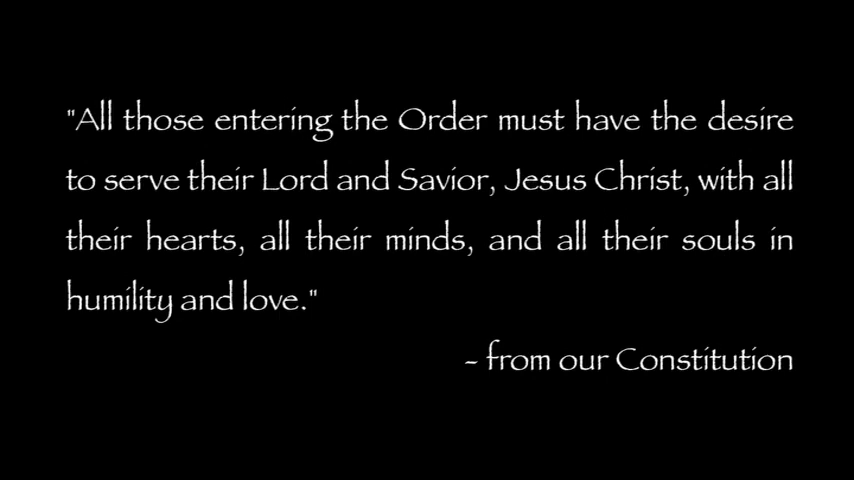 "All those entering the Order must have the desire
to serve their Lord and Savior, Jesus Christ, with all
their hearts, all their minds, and all their souls in
humility and love."
- from our Constitution